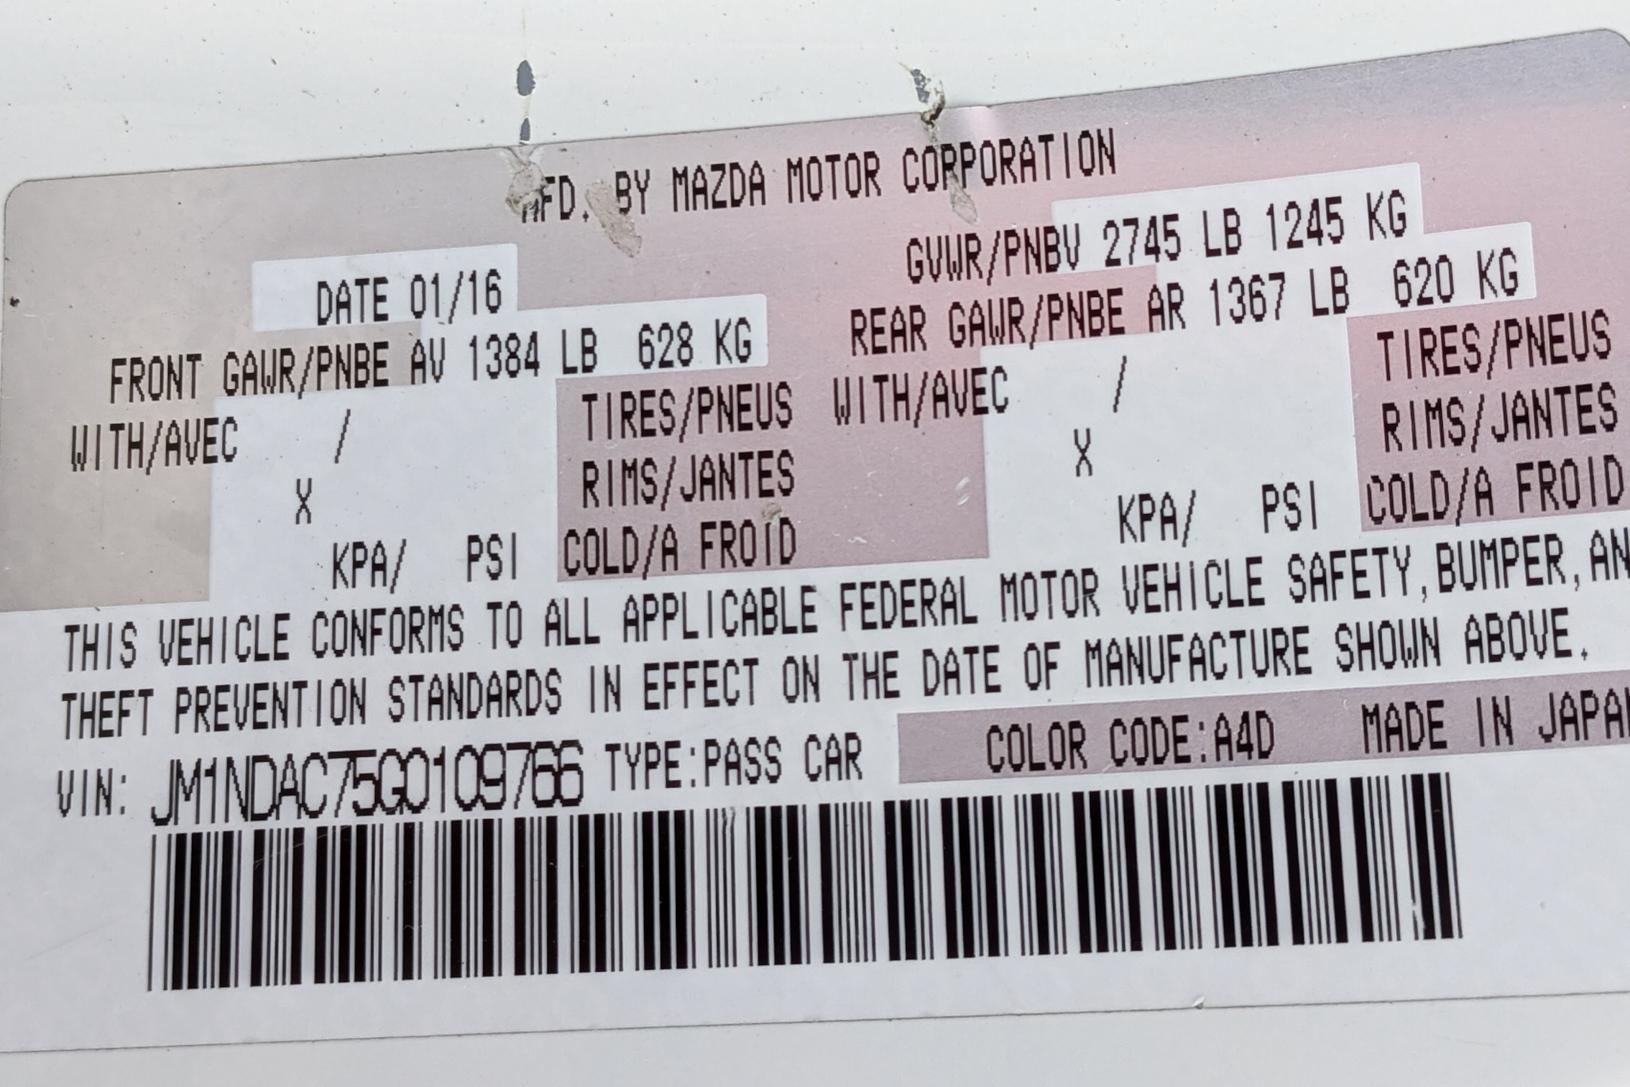 MFD. BY MAZDA MOTOR CORPORATION
GVWR/PNBV 2745 LB 1245 KG
DATE 01/16
REAR GAWR/PNBE AR 1367 LB 620 KG
FRONT GAWR/PNBE AV 1384 LB 628 KG
WITH/AVEC / TIRES/PNEUS
X RIMS/JANTES
KPA/ PSI COLD/A FROID
WITH/AVEC / TIRES/PNEUS
X RIMS/JANTES
KPA/ PSI COLD/A FROID
THIS VEHICLE CONFORMS TO ALL APPLICABLE FEDERAL MOTOR VEHICLE SAFETY, BUMPER, AN
THEFT PREVENTION STANDARDS IN EFFECT ON THE DATE OF MANUFACTURE SHOWN ABOVE.
VIN: JM1NDAC75G0109766 TYPE:PASS CAR COLOR CODE:A4D MADE IN JAPAN